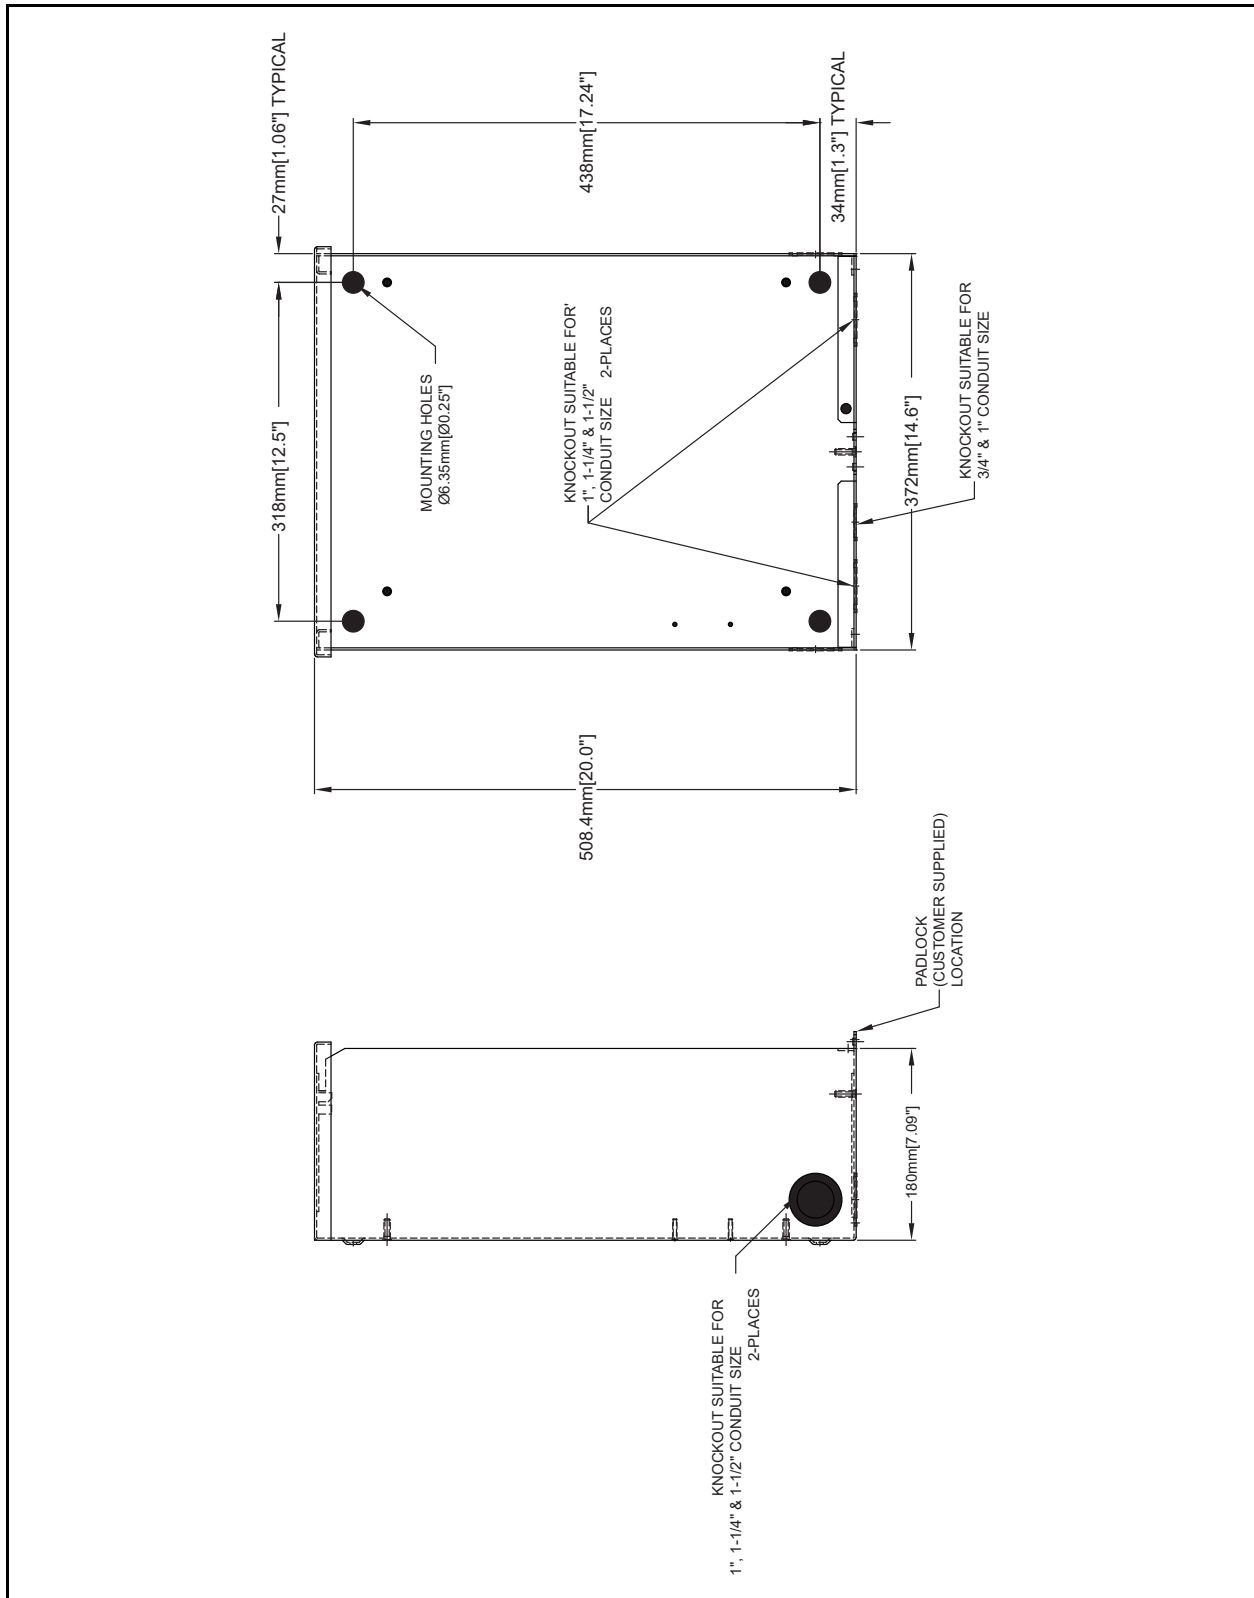 27mm[1.06"] TYPICAL
318mm[12.5"]
438mm[17.24"]
34mm[1.3"] TYPICAL
MOUNTING HOLES
Ø6.35mm[Ø0.25"]
KNOCKOUT SUITABLE FOR'
1", 1-1/4" & 1-1/2"
CONDUIT SIZE 2-PLACES
372mm[14.6"]
KNOCKOUT SUITABLE FOR
3/4" & 1" CONDUIT SIZE
508.4mm[20.0"]
PADLOCK
(CUSTOMER SUPPLIED)
LOCATION
180mm[7.09"]
KNOCKOUT SUITABLE FOR
1", 1-1/4" & 1-1/2" CONDUIT SIZE
2-PLACES